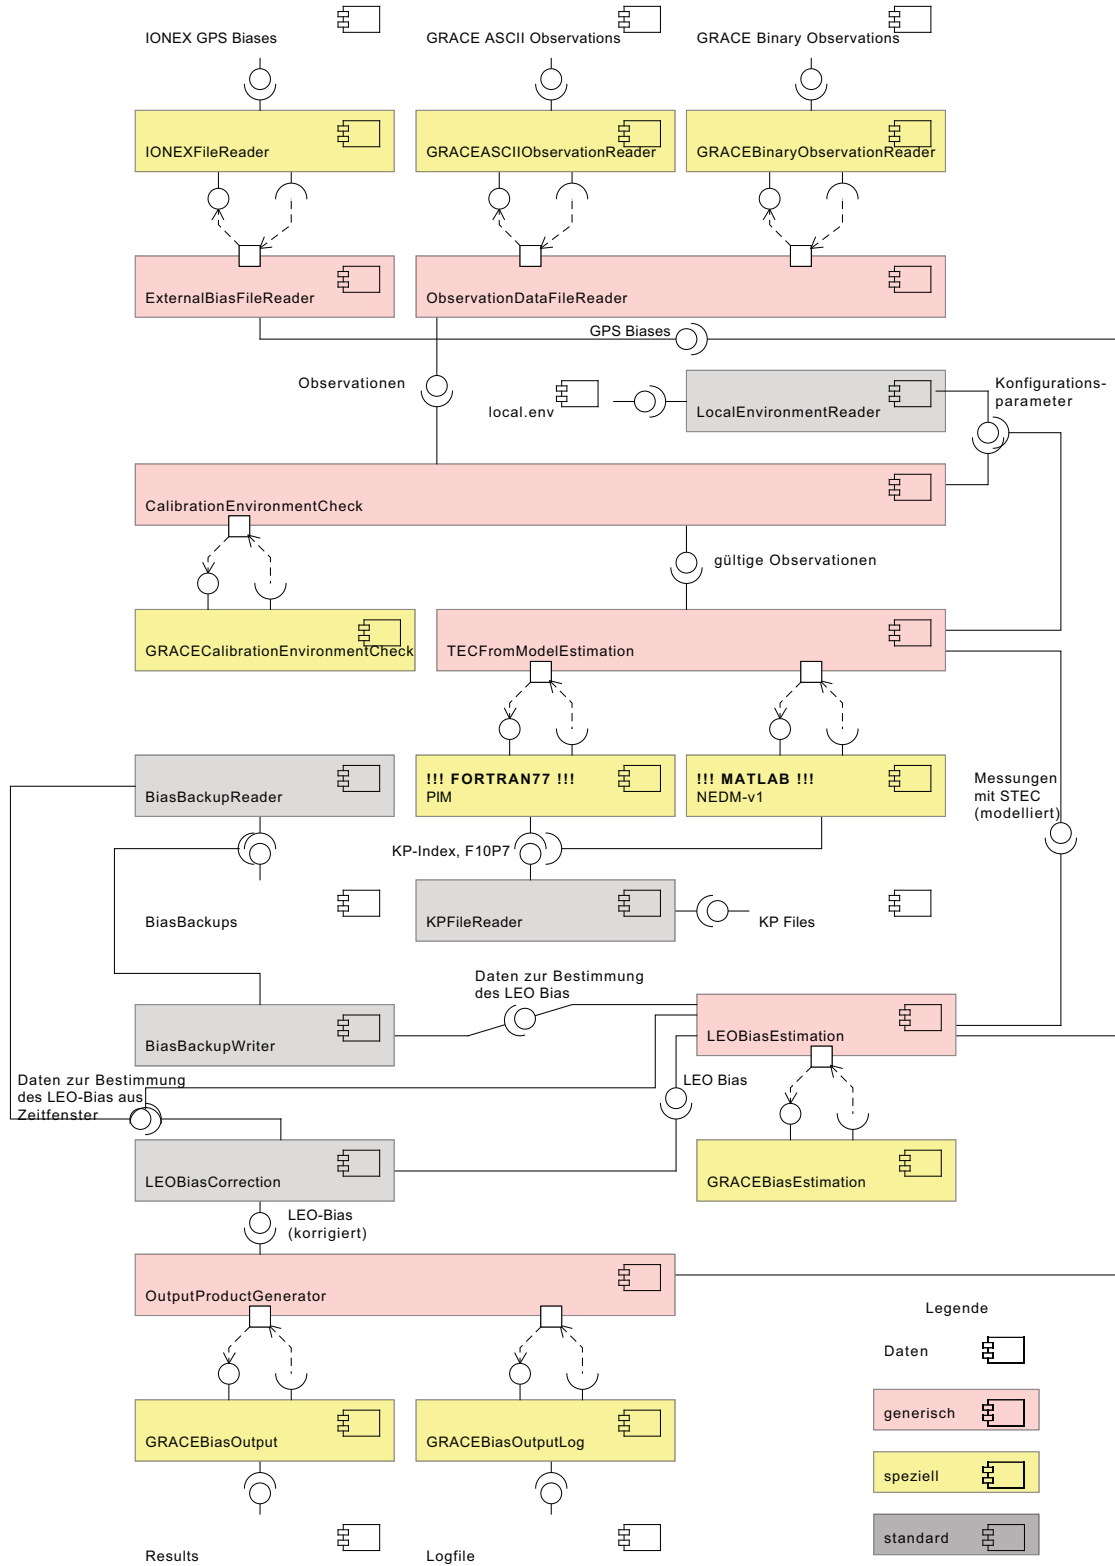 IONEX GPS Biases
GRACE ASCII Observations
GRACE Binary Observations
IONEXFileReader
GRACEASCIIObservationReader
GRACEBinaryObservationReader
ExternalBiasFileReader
ObservationDataFileReader
GPS Biases
Observationen
local.env
LocalEnvironmentReader
Konfigurations-
parameter
CalibrationEnvironmentCheck
gültige Observationen
GRACECalibrationEnvironmentCheck
TECFromModelEstimation
BiasBackupReader
!!! FORTRAN77 !!!
PIM
!!! MATLAB !!!
NEDM-v1
Messungen
mit STEC
(modelliert)
KP-Index, F10P7
BiasBackups
KPFileReader
KP Files
Daten zur Bestimmung
des LEO Bias
BiasBackupWriter
LEOBiasEstimation
Daten zur Bestimmung
des LEO-Bias aus
Zeitfenster
LEO Bias
LEOBiasCorrection
GRACEBiasEstimation
LEO-Bias
(korrigiert)
OutputProductGenerator
Legende
Daten
GRACEBiasOutput
GRACEBiasOutputLog
generisch
speziell
standard
Results
Logfile